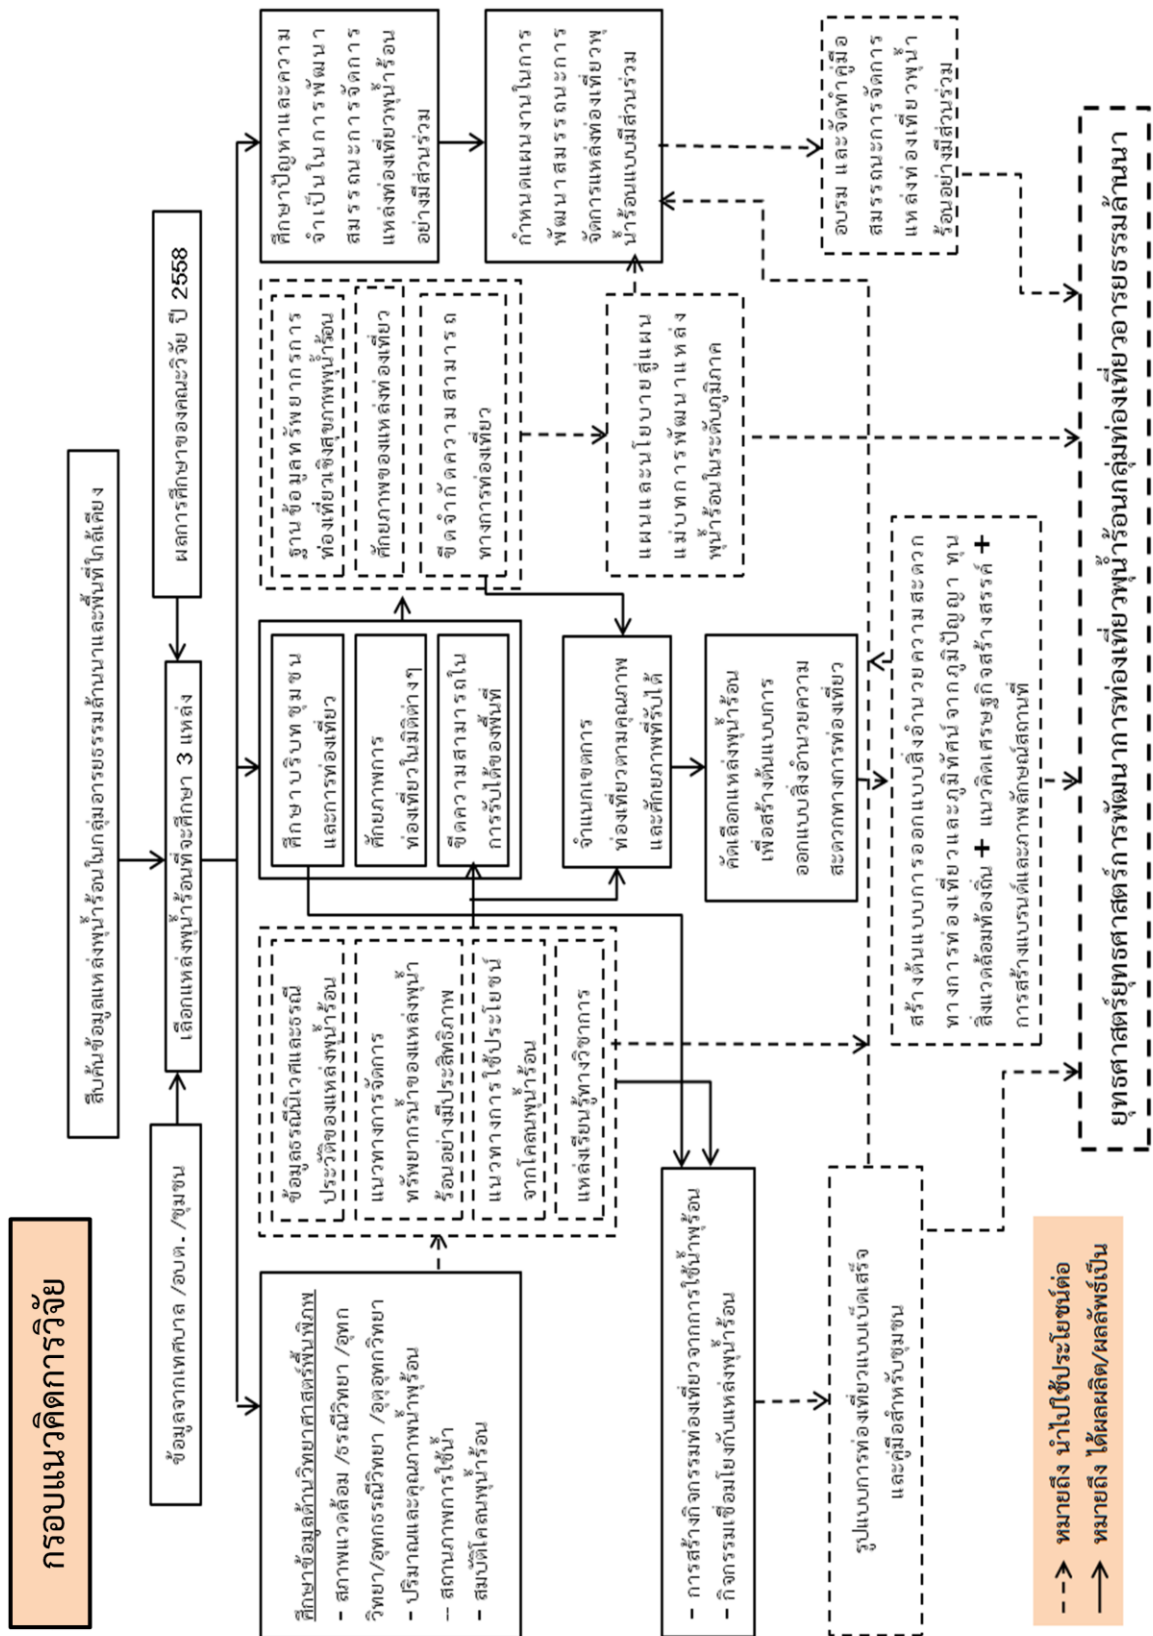 กรอบแนวคิดการวิจัย
สืบค้นข้อมูลแหล่งพุน้ำร้อนในกลุ่มอารยธรรมล้านนาและพื้นที่ใกล้เคียง
ข้อมูลจากเทศบาล /อบต. /ชุมชน
เลือกแหล่งพุน้ำร้อนที่จะศึกษา 3 แหล่ง
ผลการศึกษาของคณะวิจัย ปี 2558
ศึกษาข้อมูลด้านวิทยาศาสตร์พื้นพิภพ
- สภาพแวดล้อม /ธรณีวิทยา /อุทก
วิทยา/อุทกธรณีวิทยา /อุตุอุทกวิทยา
- ปริมาณและคุณภาพน้ำพุร้อน
-- สถานภาพการใช้น้ำ
- สมบัติโคลนพุน้ำร้อน
ข้อมูลธรณีนิเวศและธรณี
ประวัติของแหล่งพุน้ำร้อน
แนวทางการจัดการ
ทรัพยากรน้ำของแหล่งพุน้ำ
ร้อนอย่างมีประสิทธิภาพ
แนวทางการใช้ประโยชน์
จากโคลนพุน้ำร้อน
แหล่งเรียนรู้ทางวิชาการ
ศึกษาบริบทชุมชน
และการท่องเที่ยว
ศักยภาพการ
ท่องเที่ยวในมิติต่างๆ
ขีดความสามารถใน
การรับได้ของพื้นที่
ฐานข้อมูลทรัพยากรการ
ท่องเที่ยวเชิงสุขภาพพุน้ำร้อน
ศักยภาพของแหล่งท่องเที่ยว
ขีดจำกัดความสามารถ
ทางการท่องเที่ยว
ศึกษาปัญหาและความ
จำเป็นในการพัฒนา
สมรรถนะการจัดการ
แหล่งท่องเที่ยวพุน้ำร้อน
อย่างมีส่วนร่วม
กำหนดแผนงานในการ
พัฒนาสมรรถนะการ
จัดการแหล่งท่องเที่ยวพุ
น้ำร้อนแบบมีส่วนร่วม
จำแนกเขตการ
ท่องเที่ยวตามคุณภาพ
และศักยภาพที่รับได้
แผนและนโยบายสู่แผน
แม่บทการพัฒนาแหล่ง
พุน้ำร้อนในระดับภูมิภาค
- การสร้างกิจกรรมท่องเที่ยวจากการใช้น้ำพุร้อน
- กิจกรรมเชื่อมโยงกับแหล่งพุน้ำร้อน
คัดเลือกแหล่งพุน้ำร้อน
เพื่อสร้างต้นแบบการ
ออกแบบสิ่งอำนวยความ
สะดวกทางการท่องเที่ยว
อบรม และจัดทำคู่มือ
สมรรถนะการจัดการ
แหล่งท่องเที่ยวพุน้ำ
ร้อนอย่างมีส่วนร่วม
รูปแบบการท่องเที่ยวแบบเบ็ดเสร็จ
และคู่มือสำหรับชุมชน
สร้างต้นแบบการออกแบบสิ่งอำนวยความสะดวก
ทางการท่องเที่ยวและภูมิทัศน์จากภูมิปัญญา ทุน
สิ่งแวดล้อมท้องถิ่น + แนวคิดเศรษฐกิจสร้างสรรค์ +
การสร้างแบรนด์และภาพลักษณ์สถานที่
ยุทธศาสตร์ยุทธศาสตร์การพัฒนาการท่องเที่ยวพุน้ำร้อนกลุ่มท่องเที่ยวอารยธรรมล้านนา
หมายถึง นำไปใช้ประโยชน์ต่อ
หมายถึง ได้ผลผลิต/ผลลัพธ์เป็น